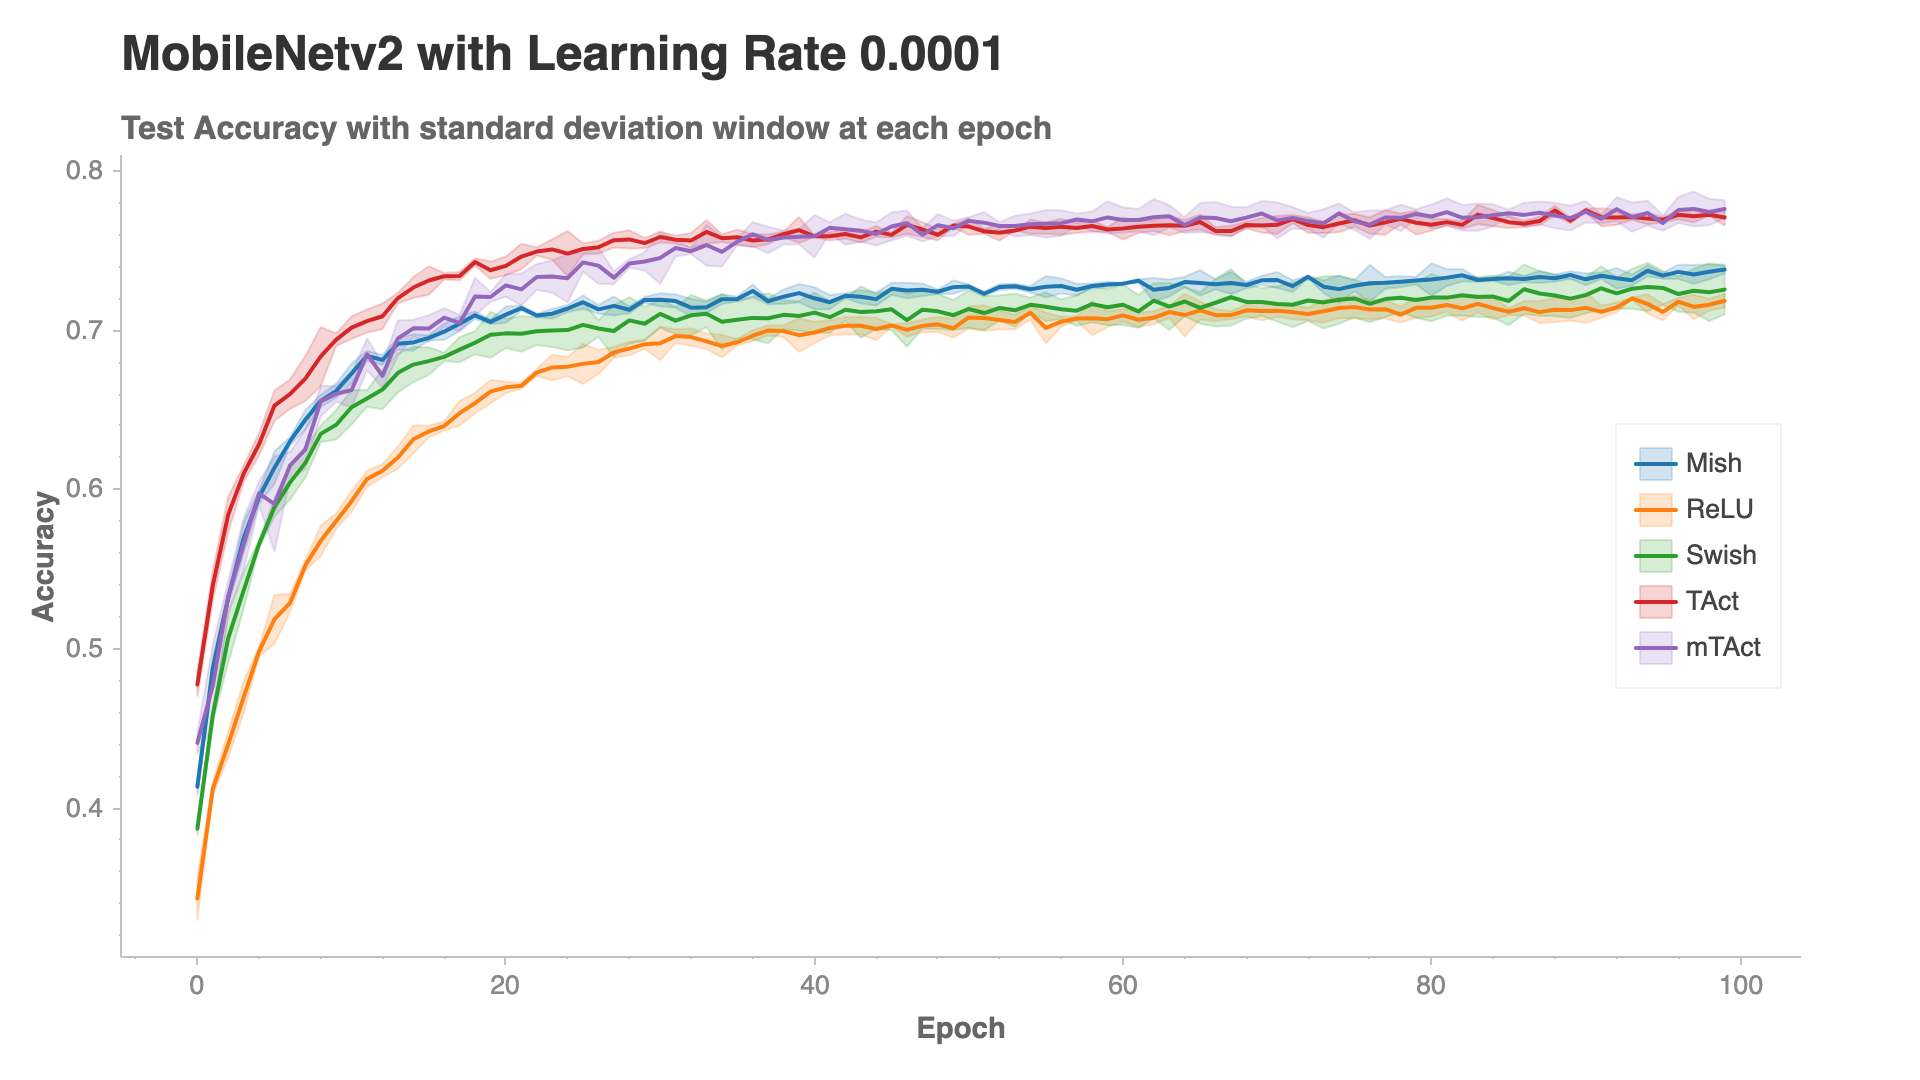 MobileNetv2 with Learning Rate 0.0001
Test Accuracy with standard deviation window at each epoch
0.8
0.7
0.6
0.5
0.4
Accuracy
Mish
ReLU
Swish
TAct
mTAct
0 20 40 60 80 100
Epoch